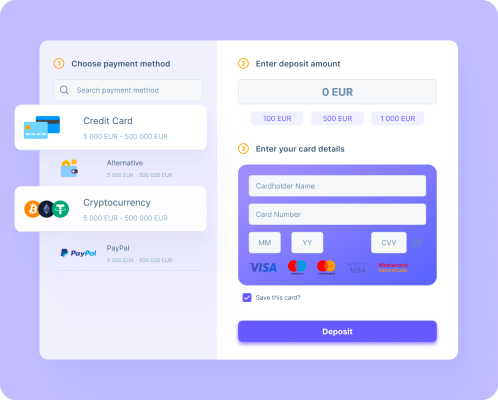 1 Choose payment method
Search payment method
Credit Card
5 000 EUR - 500 000 EUR
Alternative
5 000 EUR - 500 000 EUR
Cryptocurrency
5 000 EUR - 500 000 EUR
PayPal
PayPal
5 000 EUR - 500 000 EUR
2 Enter deposit amount
0 EUR
100 EUR
500 EUR
1 000 EUR
3 Enter your card details
Cardholder Name
Card Number
MM
YY
CVV
VISA
VISA
Mastercard
SecureCode
Save this card?
Deposit